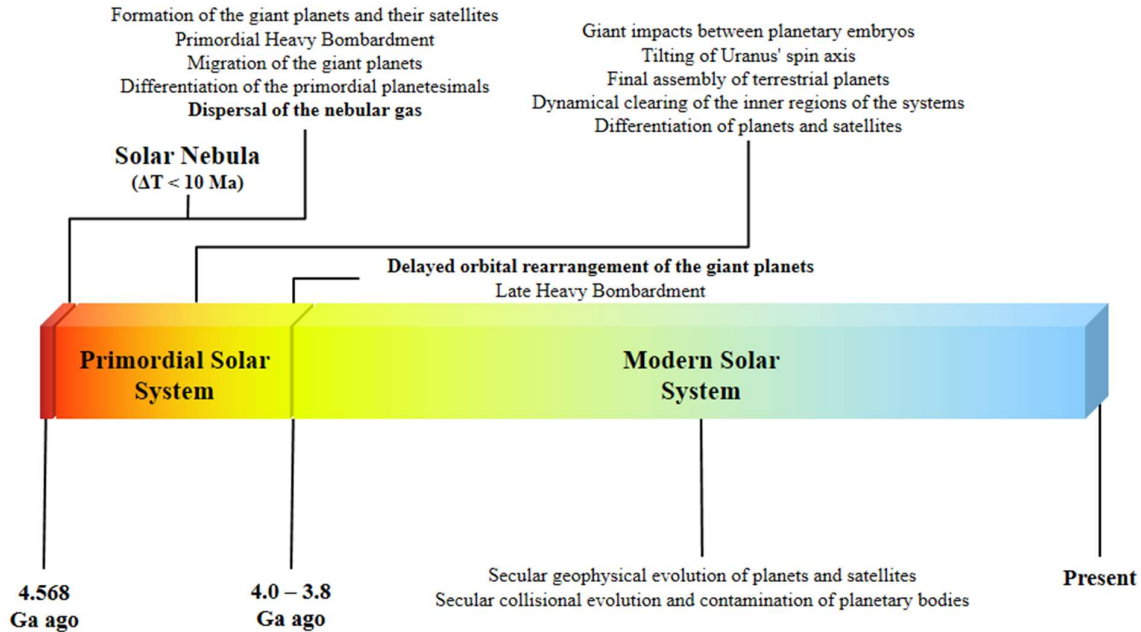 Formation of the giant planets and their satellites
Primordial Heavy Bombardment
Migration of the giant planets
Differentiation of the primordial planetesimals
Dispersal of the nebular gas
Giant impacts between planetary embryos
Tilting of Uranus' spin axis
Final assembly of terrestrial planets
Dynamical clearing of the inner regions of the systems
Differentiation of planets and satellites
Solar Nebula
(ΔT < 10 Ma)
Delayed orbital rearrangement of the giant planets
Late Heavy Bombardment
Primordial Solar
System
Modern Solar
System
4.568
Ga ago
4.0 – 3.8
Ga ago
Secular geophysical evolution of planets and satellites
Secular collisional evolution and contamination of planetary bodies
Present